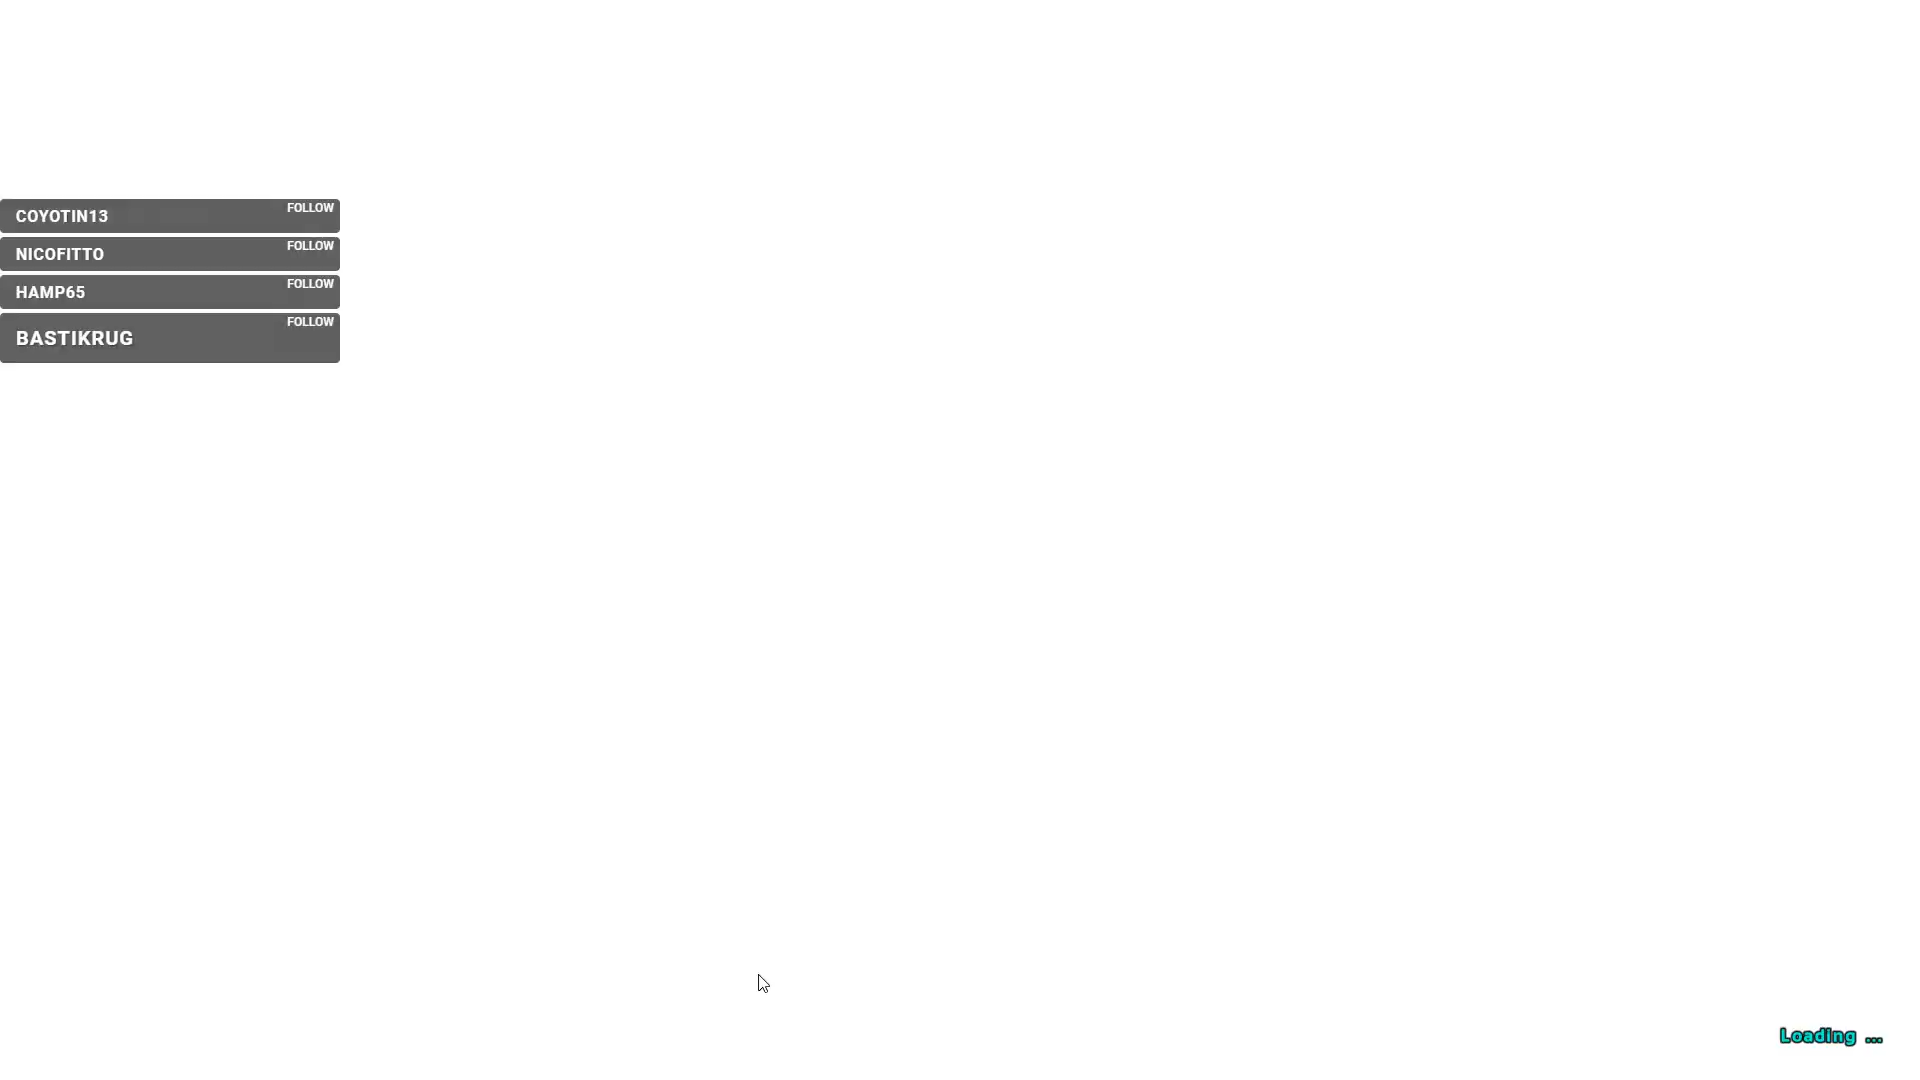 COYOTIN13 FOLLOW
NICOFITTO FOLLOW
HAMP65 FOLLOW
BASTIKRUG FOLLOW
Loading ...